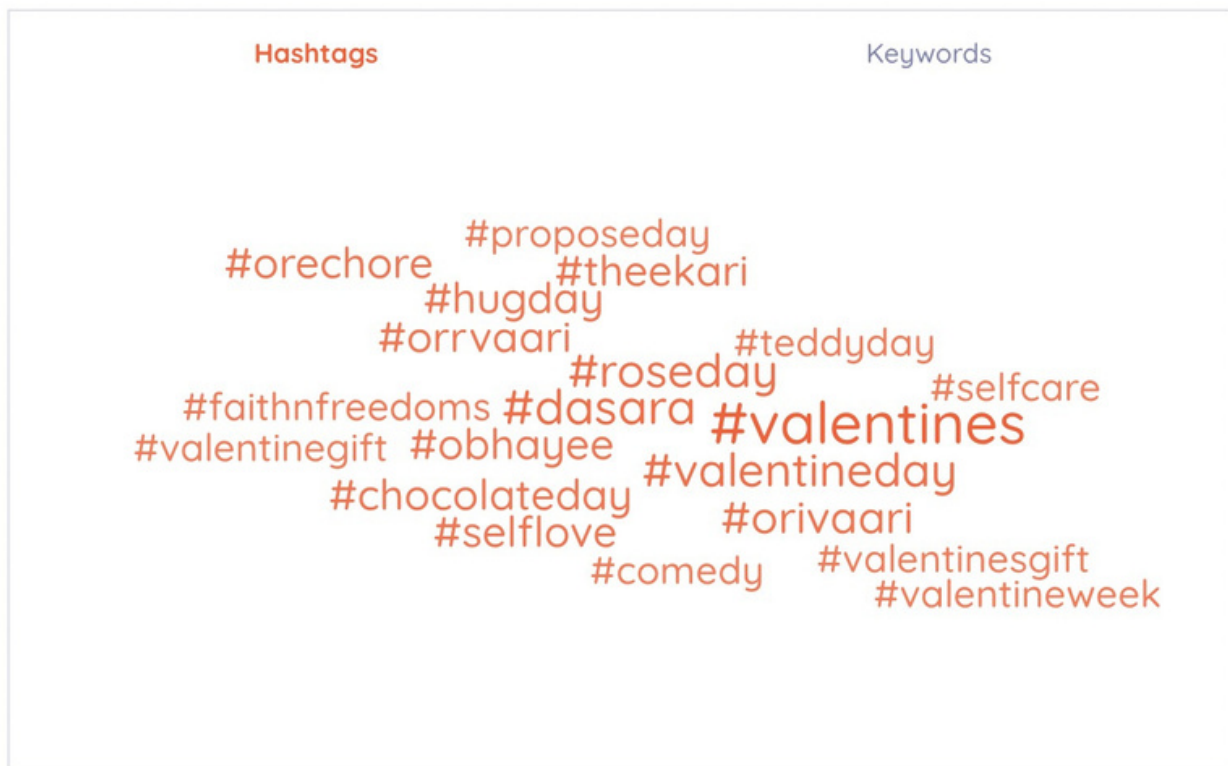 Hashtags
Keywords
#proposeday
#orechore
#theekari
#hugday
#orrvaari
#teddyday
#roseday
#selfcare
#faithnfreedoms
#dasara
#valentines
#valentinegift
#obhayee
#valentineday
#chocolateday
#orivaari
#selflove
#valentinesgift
#comedy
#valentineweek